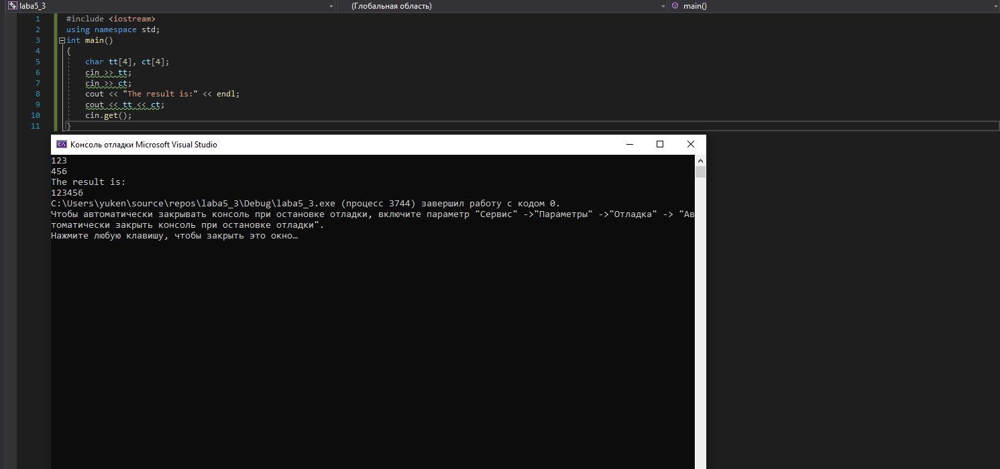 laba5_3 (Глобальная область) main()
1 #include <iostream>
2 using namespace std;
3 int main()
4 {
5 char tt[4], ct[4];
6 cin >> tt;
7 cin >> ct;
8 cout << "The result is:" << endl;
9 cout << tt << ct;
10 cin.get();
11 }
Консоль отладки Microsoft Visual Studio
123
456
The result is:
123456
C:\Users\yuken\source\repos\laba5_3\Debug\laba5_3.exe (процесс 3744) завершил работу с кодом 0.
Чтобы автоматически закрывать консоль при остановке отладки, включите параметр "Сервис" ->"Параметры" ->"Отладка" -> "Ав
томатически закрыть консоль при остановке отладки".
Нажмите любую клавишу, чтобы закрыть это окно…